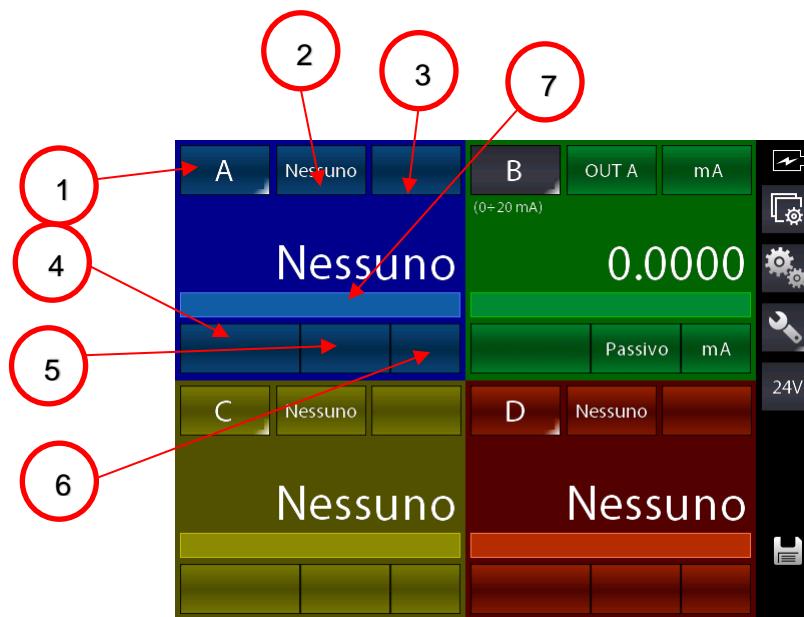 2
3
7
1
A Nessuno
B OUT A mA
(0÷20 mA)
4
Nessuno
0.0000
5
Passivo mA
24V
C Nessuno
D Nessuno
6
Nessuno
Nessuno